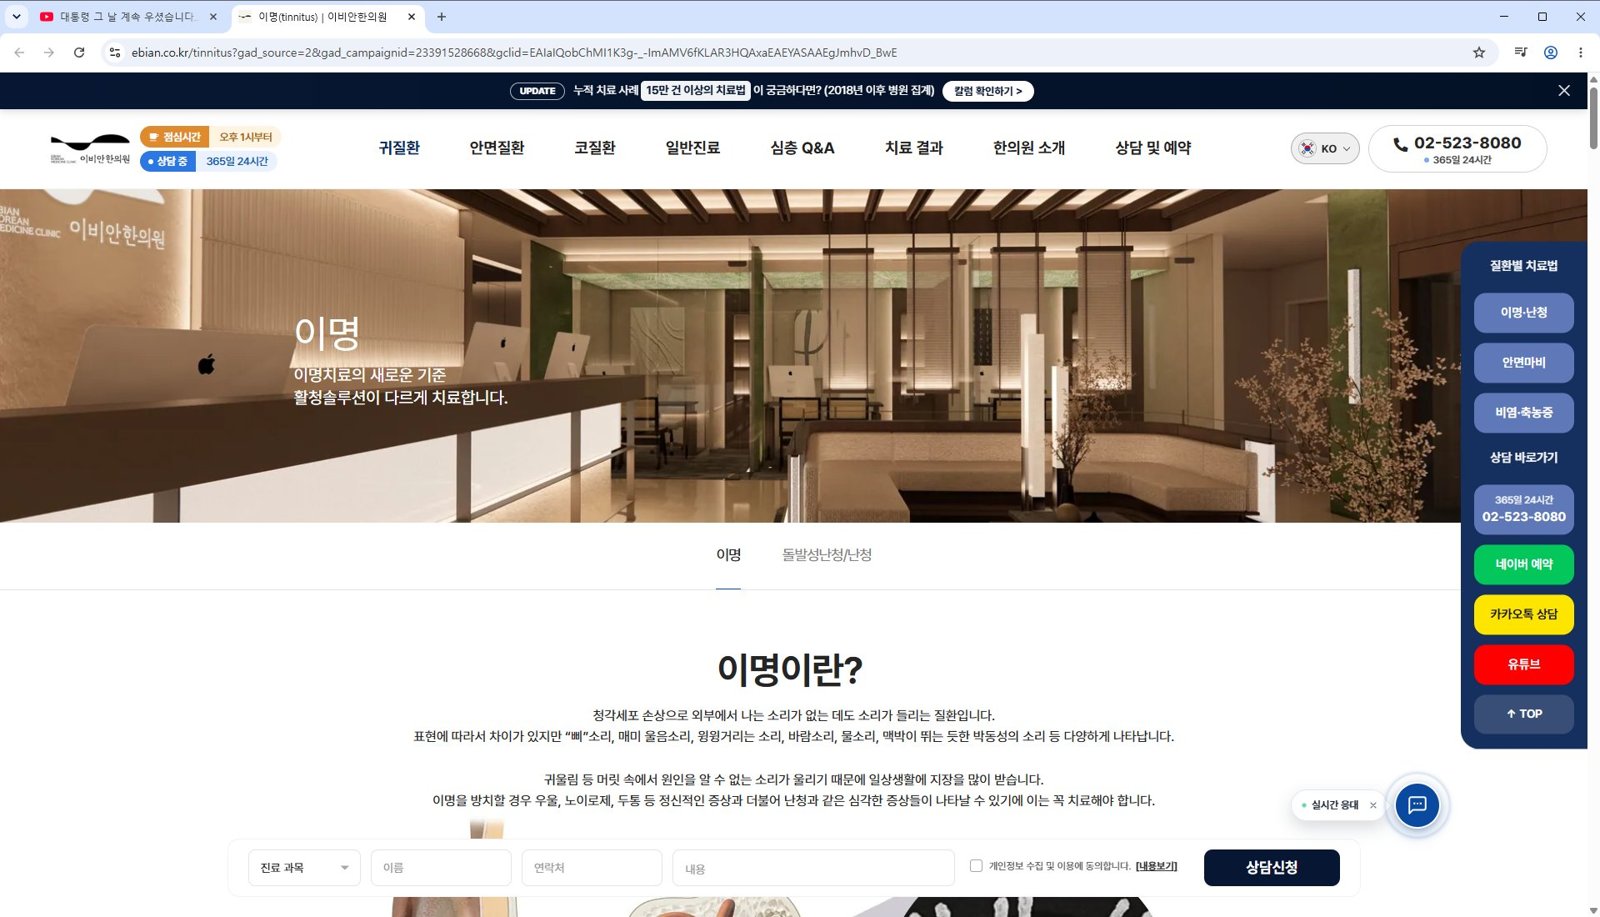 대통령 그 날 계속 우셨습니다.
이명(tinnitus) | 이비안한의원
ebian.co.kr/tinnitus?gad_source=2&gad_campaignid=23391528668&gclid=EAIaIQobChMI1K3g-_-ImAMV6fKLAR3HQAxaEAEYASAAEgJmhvD_BwE
UPDATE 누적 치료 사례 15만 건 이상의 치료법 이 궁금하다면? (2018년 이후 병원 집계) 칼럼 확인하기 >
이비안한의원
점심시간 오후 1시부터
상담 중 365일 24시간
귀질환 안면질환 코질환 일반진료 심층 Q&A 치료 결과 한의원 소개 상담 및 예약
KO
02-523-8080
365일 24시간
EBIAN
KOREAN
MEDICINE CLINIC 이비안한의원
이명
이명치료의 새로운 기준
활청솔루션이 다르게 치료합니다.
질환별 치료법
이명·난청
안면마비
비염·축농증
상담 바로가기
365일 24시간
02-523-8080
네이버 예약
카카오톡 상담
유튜브
↑ TOP
이명 돌발성난청/난청
이명이란?
청각세포 손상으로 외부에서 나는 소리가 없는 데도 소리가 들리는 질환입니다.
표현에 따라서 차이가 있지만 “삐”소리, 매미 울음소리, 윙윙거리는 소리, 바람소리, 물소리, 맥박이 뛰는 듯한 박동성의 소리 등 다양하게 나타납니다.
귀울림 등 머릿 속에서 원인을 알 수 없는 소리가 울리기 때문에 일상생활에 지장을 많이 받습니다.
이명을 방치할 경우 우울, 노이로제, 두통 등 정신적인 증상과 더불어 난청과 같은 심각한 증상들이 나타날 수 있기에 이는 꼭 치료해야 합니다.
실시간 응대
진료 과목 이름 연락처 내용 개인정보 수집 및 이용에 동의합니다. [내용보기] 상담신청